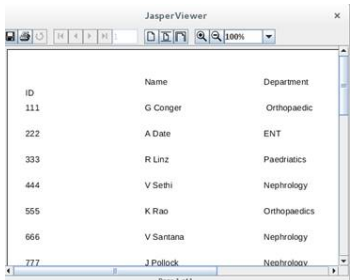 JasperViewer
100%
Name Department
ID
111 G Conger Orthopaedic
222 A Date ENT
333 R Linz Paedriatics
444 V Sethi Nephrology
555 K Rao Orthopaedics
666 V Santana Nephrology
777 J Pollock Nephrology